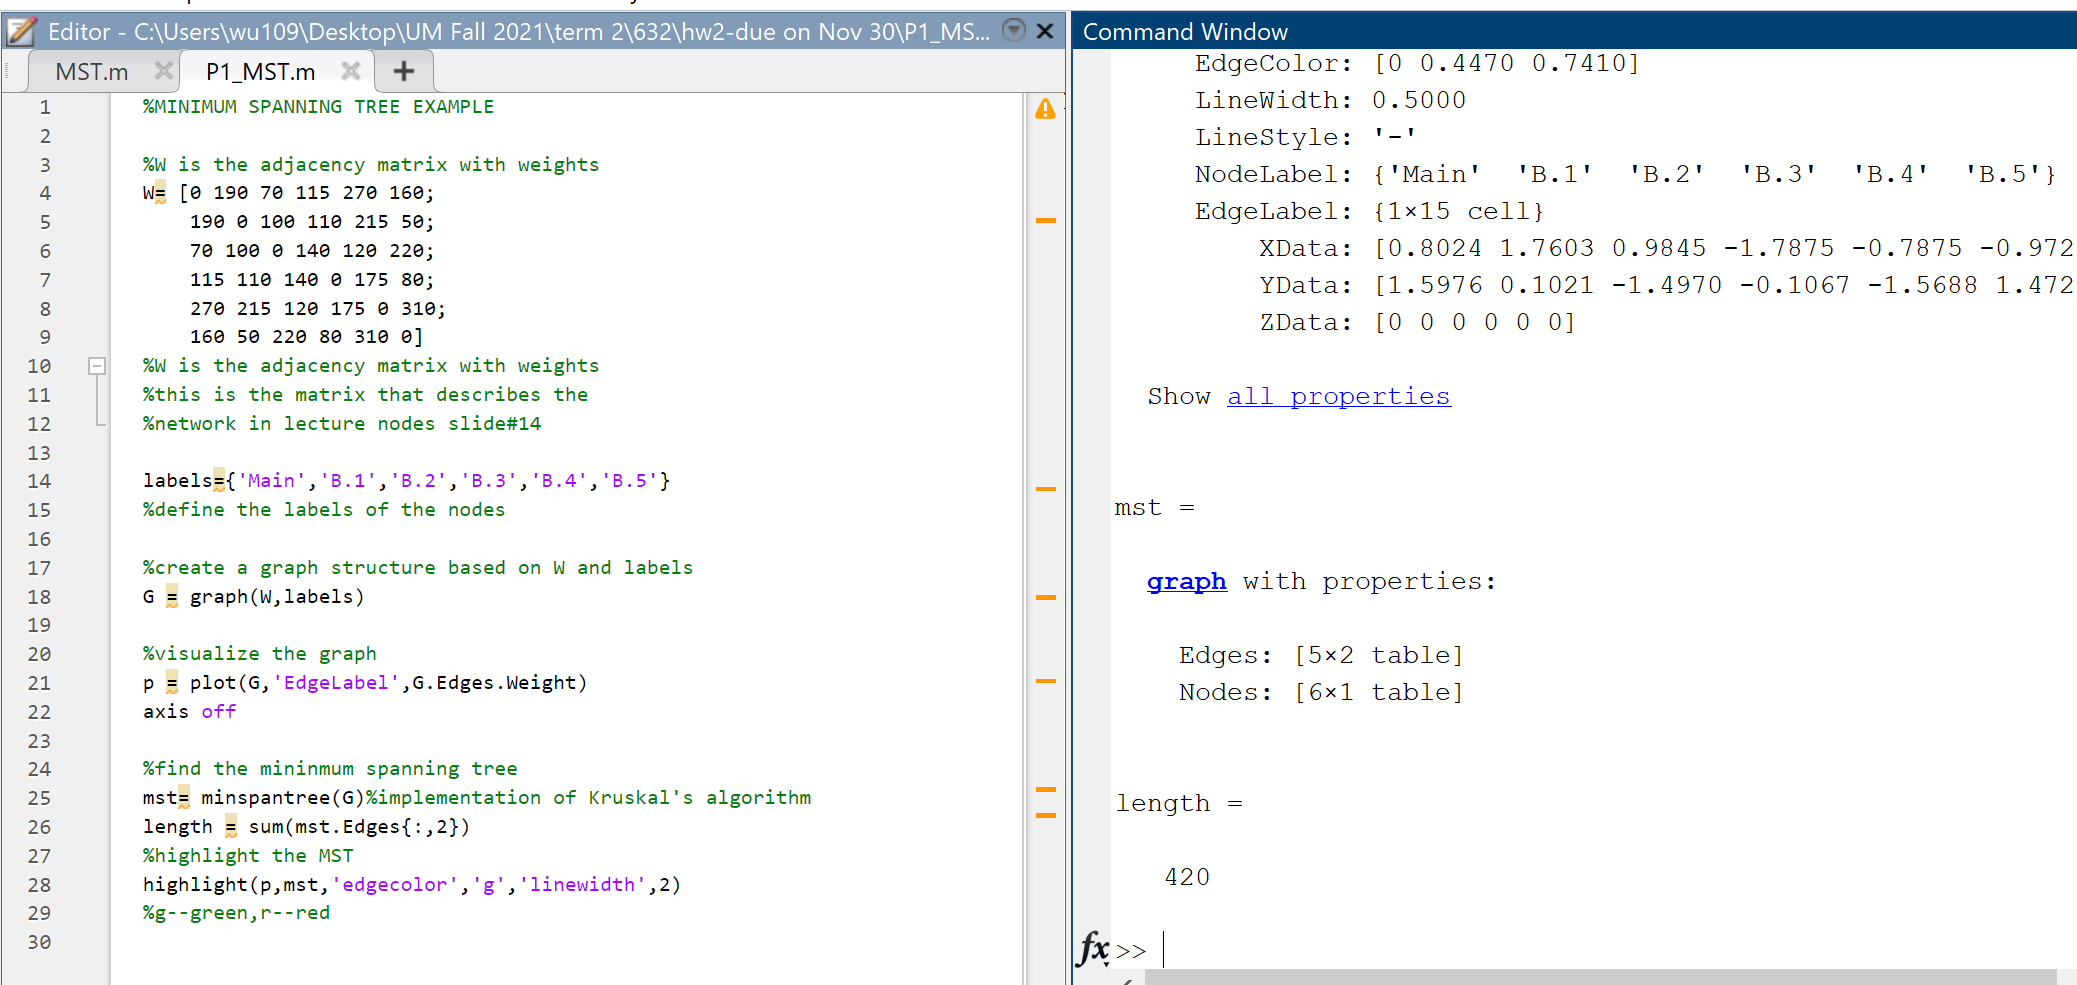 Editor - C:\Users\wu109\Desktop\UM Fall 2021\term 2\632\hw2-due on Nov 30\P1_MS...
MST.m
P1_MST.m
1 %MINIMUM SPANNING TREE EXAMPLE
2
3 %W is the adjacency matrix with weights
4 W= [0 190 70 115 270 160;
5 190 0 100 110 215 50;
6 70 100 0 140 120 220;
7 115 110 140 0 175 80;
8 270 215 120 175 0 310;
9 160 50 220 80 310 0]
10 %W is the adjacency matrix with weights
11 %this is the matrix that describes the
12 %network in lecture nodes slide#14
13
14 labels={'Main','B.1','B.2','B.3','B.4','B.5'}
15 %define the labels of the nodes
16
17 %create a graph structure based on W and labels
18 G = graph(W,labels)
19
20 %visualize the graph
21 p = plot(G,'EdgeLabel',G.Edges.Weight)
22 axis off
23
24 %find the mininmum spanning tree
25 mst= minspantree(G)%implementation of Kruskal's algorithm
26 length = sum(mst.Edges{:,2})
27 %highlight the MST
28 highlight(p,mst,'edgecolor','g','linewidth',2)
29 %g--green,r--red
30
Command Window
EdgeColor: [0 0.4470 0.7410]
LineWidth: 0.5000
LineStyle: '-'
NodeLabel: {'Main' 'B.1' 'B.2' 'B.3' 'B.4' 'B.5'}
EdgeLabel: {1×15 cell}
XData: [0.8024 1.7603 0.9845 -1.7875 -0.7875 -0.972
YData: [1.5976 0.1021 -1.4970 -0.1067 -1.5688 1.472
ZData: [0 0 0 0 0 0]
Show all properties
mst =
graph with properties:
Edges: [5×2 table]
Nodes: [6×1 table]
length =
420
fx >>